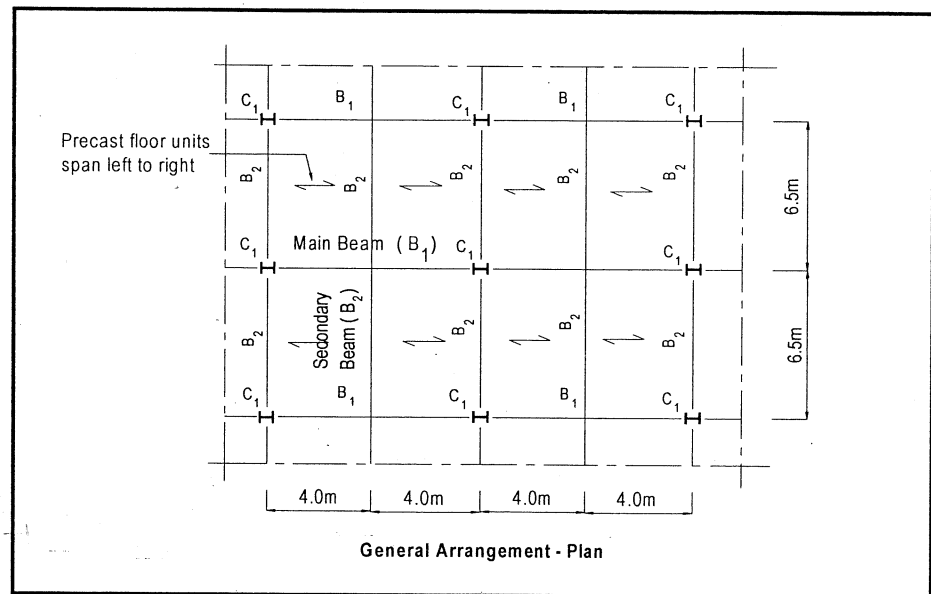 C1 B1 C1 B1 C1
Precast floor units
span left to right
B2 B2 B2 B2 B2
6.5m
C1 Main Beam (B1) C1 C1
Sedondary
Beam (B2)
B2 B2 B2 B2
6.5m
C1 B1 C1 B1 C1
4.0m 4.0m 4.0m 4.0m
General Arrangement - Plan